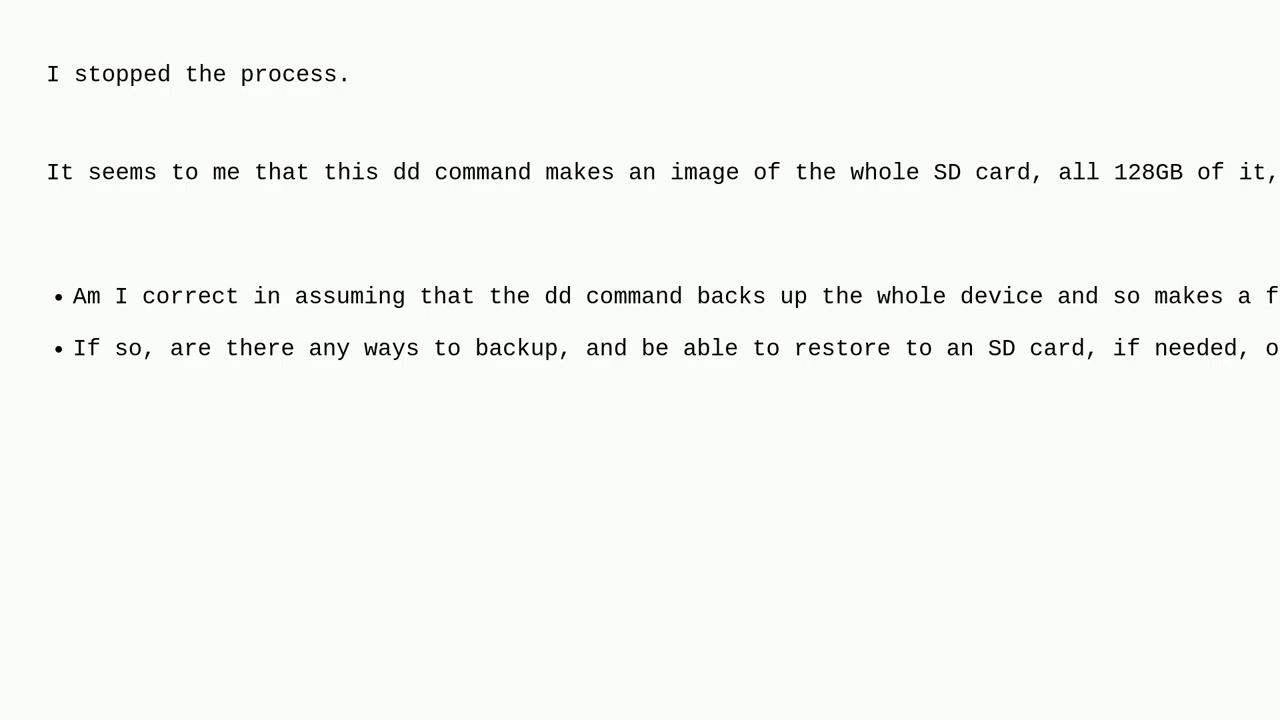 I stopped the process.
It seems to me that this dd command makes an image of the whole SD card, all 128GB of it,
• Am I correct in assuming that the dd command backs up the whole device and so makes a
• If so, are there any ways to backup, and be able to restore to an SD card, if needed,